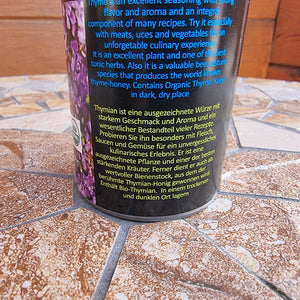 Thyme is an excellent seasoning with strong
flavor and aroma and an integral
component of many recipes. Try it especially
with meats, uces and vegetables for an
unforgetable culinary experience.
It is an excellent plant and one of the best
tonic herbs. Also it is a valuable bee pasture
species that produces the world known
thyme-honey. Contains Organic Thyme. Keep
in dark, dry place
Thymian ist eine ausgezeichnete Würze mit
starkem Geschmack und Aroma und ein
wesentlicher Bestandteil vieler Rezepte.
Probieren Sie ihn besonders mit Fleisch,
Saucen und Gemüse für ein unvergessliches
kulinarisches Erlebnis. Er ist eine
ausgezeichnete Pflanze und einer der besten
stärkenden Kräuter. Ferner dient er auch als
wertvoller Bienenstock, aus dem der
berühmte Thymian-Honig gewonnen wird.
Enthält Bio-Thymian. In einem trockenen
und dunklen Ort lagern